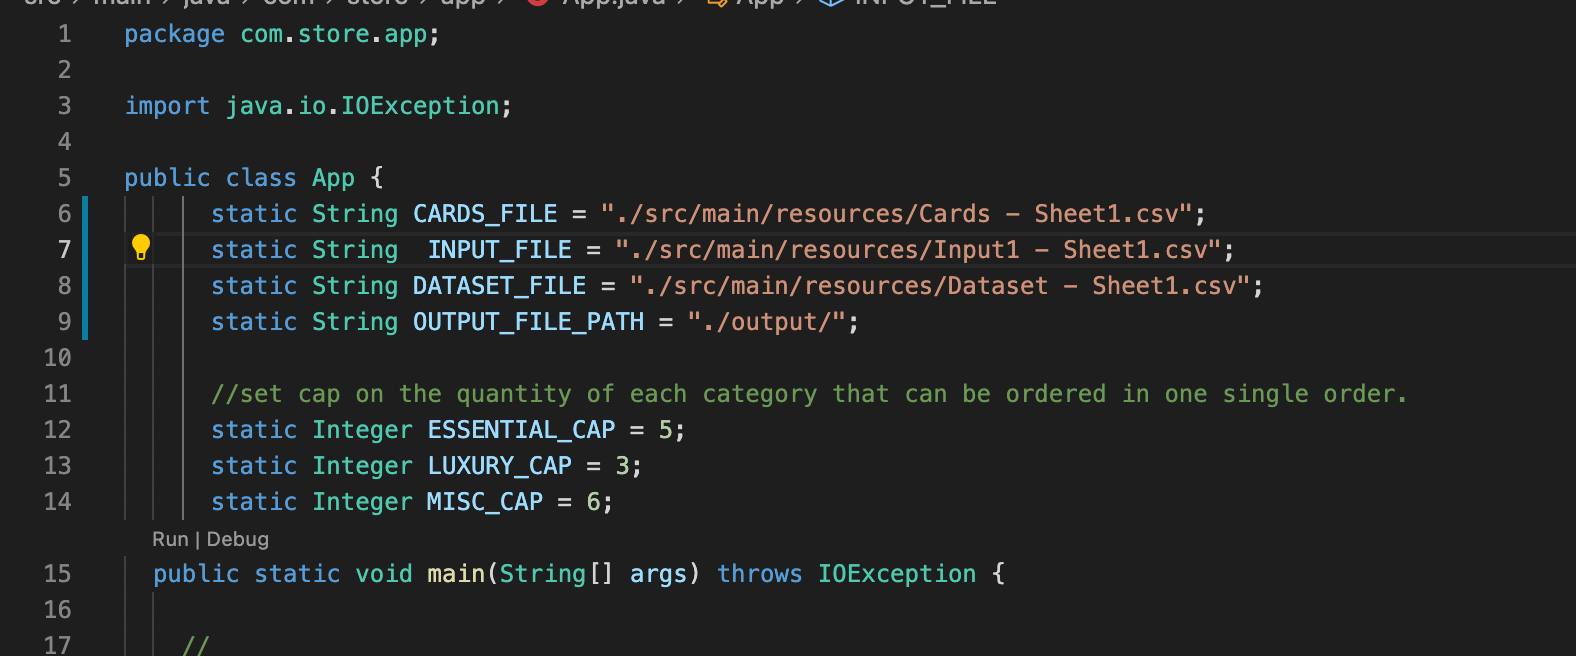 src > main > java > com > store > app > App.java > App > INPUT_FILE
1 package com.store.app;
2
3 import java.io.IOException;
4
5 public class App {
6 static String CARDS_FILE = "./src/main/resources/Cards - Sheet1.csv";
7 static String  INPUT_FILE = "./src/main/resources/Input1 - Sheet1.csv";
8 static String DATASET_FILE = "./src/main/resources/Dataset - Sheet1.csv";
9 static String OUTPUT_FILE_PATH = "./output/";
10
11 //set cap on the quantity of each category that can be ordered in one single order.
12 static Integer ESSENTIAL_CAP = 5;
13 static Integer LUXURY_CAP = 3;
14 static Integer MISC_CAP = 6;
Run | Debug
15 public static void main(String[] args) throws IOException {
16
17 //